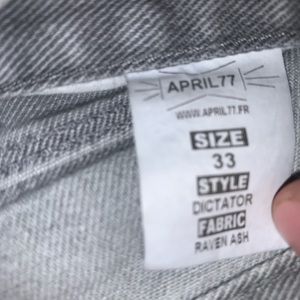 APRIL77
WWW.APRIL77.FR
SIZE
33
STYLE
DICTATOR
FABRIC
RAVEN ASH